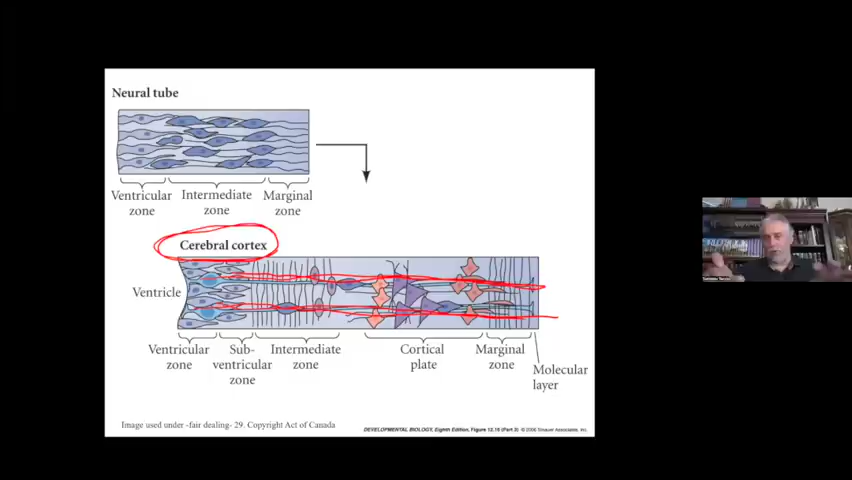 Neural tube
Ventricular
zone
Intermediate
zone
Marginal
zone
Cerebral cortex
Ventricle
Ventricular
zone
Sub-
ventricular
zone
Intermediate
zone
Cortical
plate
Marginal
zone
Molecular
layer
Image used under -fair dealing- 29. Copyright Act of Canada
DEVELOPMENTAL BIOLOGY, Eighth Edition, Figure 12.16 (Part 2) © 2006 Sinauer Associates, Inc.